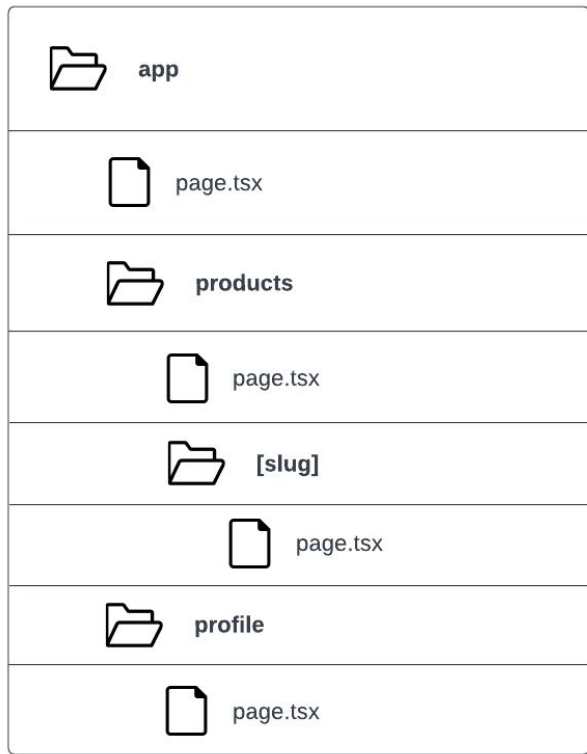 app
page.tsx
products
page.tsx
[slug]
page.tsx
profile
page.tsx